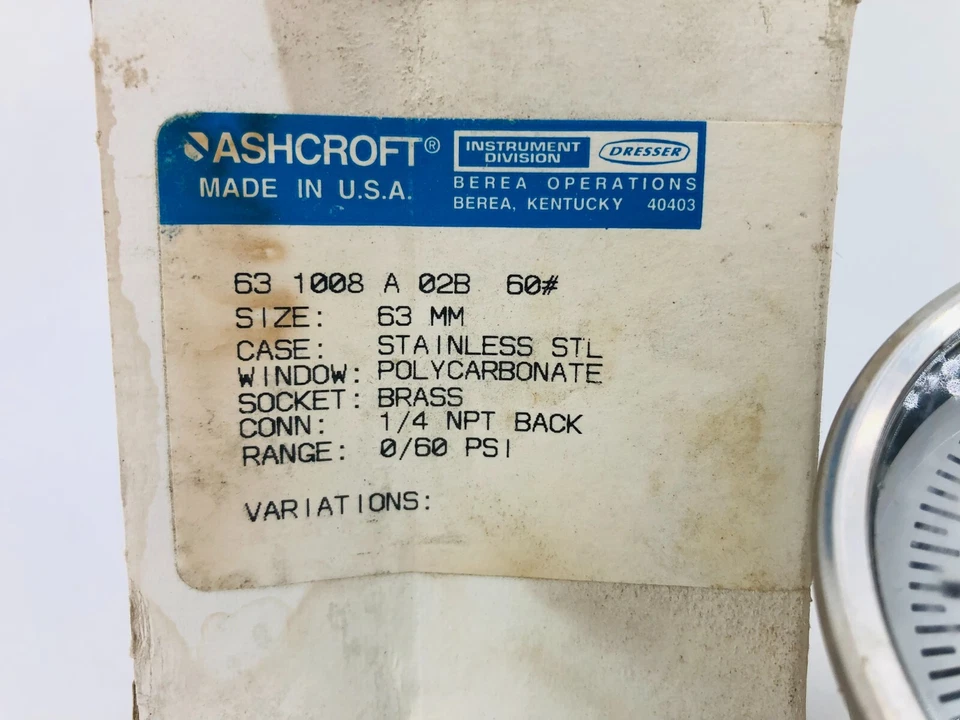 ASHCROFT®
MADE IN U.S.A.
INSTRUMENT
DIVISION
DRESSER
BEREA OPERATIONS
BEREA, KENTUCKY 40403
63 1008 A 02B 60#
SIZE: 63 MM
CASE: STAINLESS STL
WINDOW: POLYCARBONATE
SOCKET: BRASS
CONN: 1/4 NPT BACK
RANGE: 0/60 PSI
VARIATIONS: